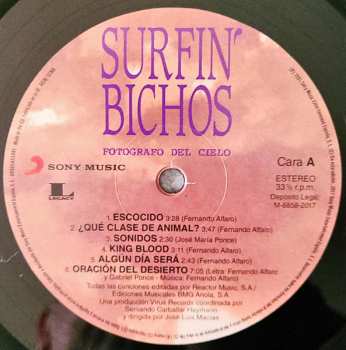 SURFIN'
BICHOS
FOTOGRAFO DEL CIELO
SONY MUSIC
LEGACY
Cara A
ESTEREO
33⅓ r.p.m.
Deposito Legal:
M-6858-2017
1 ESCOCIDO 3:28 (Fernando Alfaro)
2 ¿QUÉ CLASE DE ANIMAL? 3:47 (Fernando Alfaro)
3 SONIDOS 2:30 (José María Ponce)
4 KING BLOOD 3:11 (Fernando Alfaro)
5 ALGÚN DÍA SERÁ 2:43 (Fernando Alfaro)
6 ORACIÓN DEL DESIERTO 7:05 (Letra: Fernando Alfaro
y Gabriel Ponce - Música: Fernando Alfaro)
Todas las canciones editadas por Reactor Music, S.A./
Ediciones Musicales BMG Ariola, S.A.
Una producción Virus Records coordinada por
Servando Carballar Heymann
y dirigida por José Luis Macías